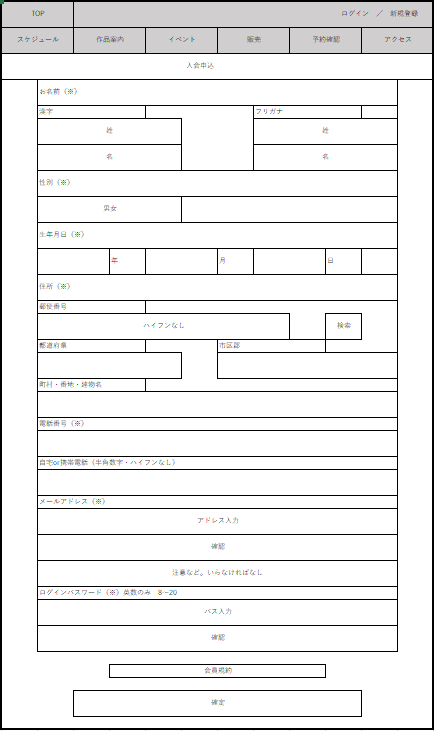 TOP
ログイン ／ 新規登録
スケジュール 作品案内 イベント 販売 予約確認 アクセス
入会申込
お名前（※）
漢字 フリガナ
姓 姓
名 名
性別（※）
男女
生年月日（※）
年 月 日
住所（※）
郵便番号
ハイフンなし 検索
都道府県 市区郡
町村・番地・建物名
電話番号（※）
自宅or携帯電話（半角数字・ハイフンなし）
メールアドレス（※）
アドレス入力
確認
注意など。いらなければなし
ログインパスワード（※）英数のみ 8～20
パス入力
確認
会員規約
確定